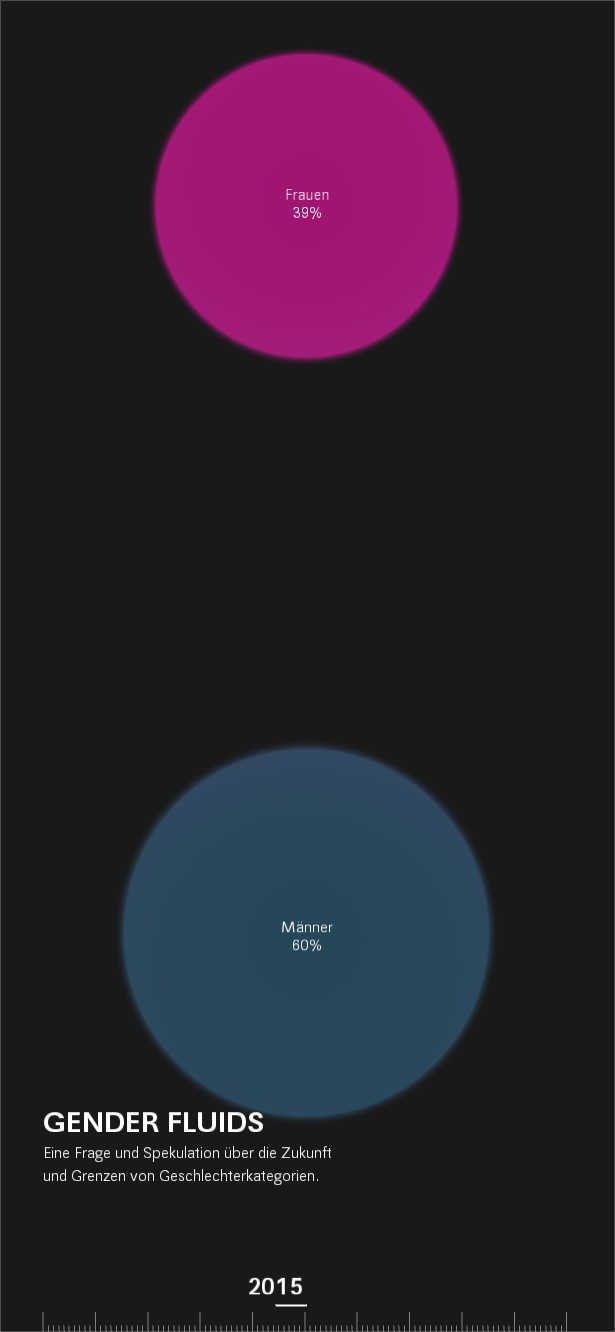 Frauen
39%
Männer
60%
GENDER FLUIDS
Eine Frage und Spekulation über die Zukunft
und Grenzen von Geschlechterkategorien.
2015